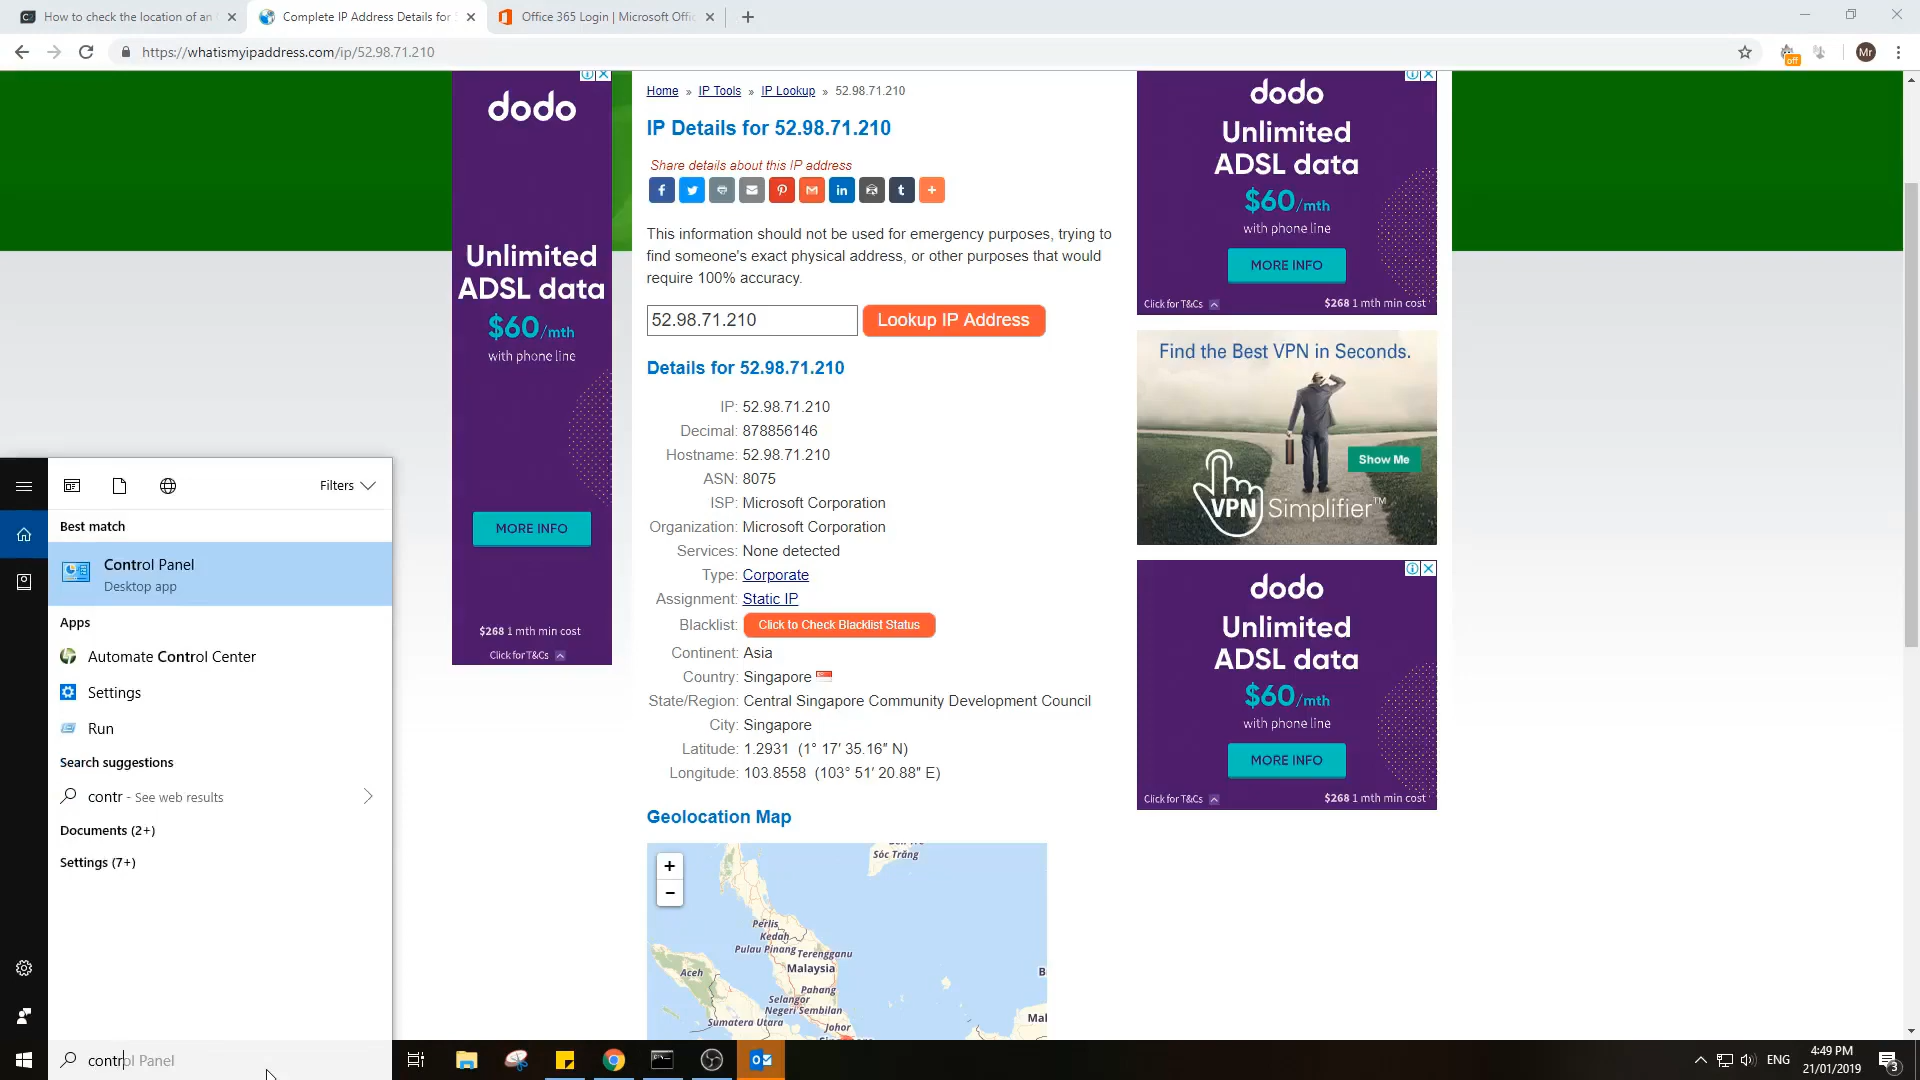 How to check the location of an
Complete IP Address Details for
Office 365 Login | Microsoft Offic
https://whatismyipaddress.com/ip/52.98.71.210
off
Mr
dodo
Unlimited
ADSL data
$60/mth
with phone line
MORE INFO
$268 1 mth min cost
Click for T&Cs
Home » IP Tools » IP Lookup » 52.98.71.210
IP Details for 52.98.71.210
Share details about this IP address
This information should not be used for emergency purposes, trying to
find someone's exact physical address, or other purposes that would
require 100% accuracy.
52.98.71.210
Lookup IP Address
Details for 52.98.71.210
IP: 52.98.71.210
Decimal: 878856146
Hostname: 52.98.71.210
ASN: 8075
ISP: Microsoft Corporation
Organization: Microsoft Corporation
Services: None detected
Type: Corporate
Assignment: Static IP
Blacklist: Click to Check Blacklist Status
Continent: Asia
Country: Singapore
State/Region: Central Singapore Community Development Council
City: Singapore
Latitude: 1.2931 (1° 17′ 35.16″ N)
Longitude: 103.8558 (103° 51′ 20.88″ E)
Geolocation Map
+
−
Sóc Trăng
Perlis
Kedah
Pulau Pinang
Terengganu
Malaysia
Aceh
Pahang
Selangor
Negeri Sembilan
Sumatera Utara
Johor
B
Mal
dodo
Unlimited
ADSL data
$60/mth
with phone line
MORE INFO
Click for T&Cs
$268 1 mth min cost
Find the Best VPN in Seconds.
Show Me
VPN Simplifier™
dodo
Unlimited
ADSL data
$60/mth
with phone line
MORE INFO
Click for T&Cs
$268 1 mth min cost
Filters
Best match
Control Panel
Desktop app
Apps
Automate Control Center
Settings
Run
Search suggestions
contr - See web results
Documents (2+)
Settings (7+)
control Panel
ENG
4:49 PM
21/01/2019
3